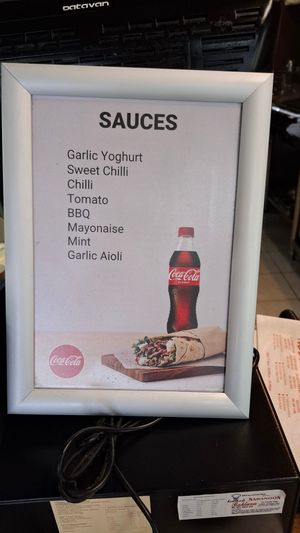 Datavan
SAUCES
Garlic Yoghurt
Sweet Chilli
Chilli
Tomato
BBQ
Mayonaise
Mint
Garlic Aioli
Coca-Cola
Coca-Cola